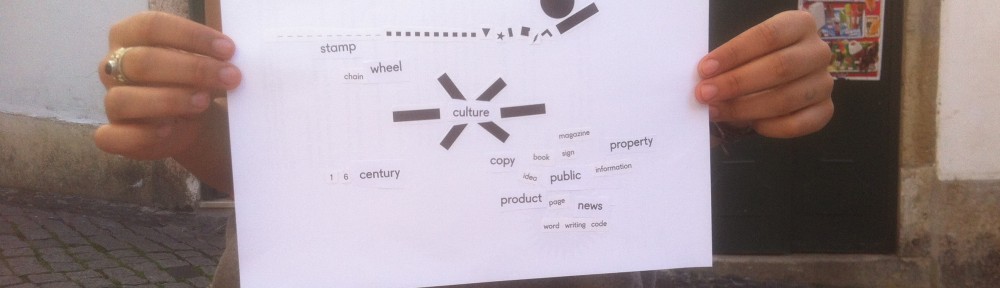 stamp
chain wheel
culture
magazine
property
copy book sign
idea public information
product page news
word writing code
1 6 century